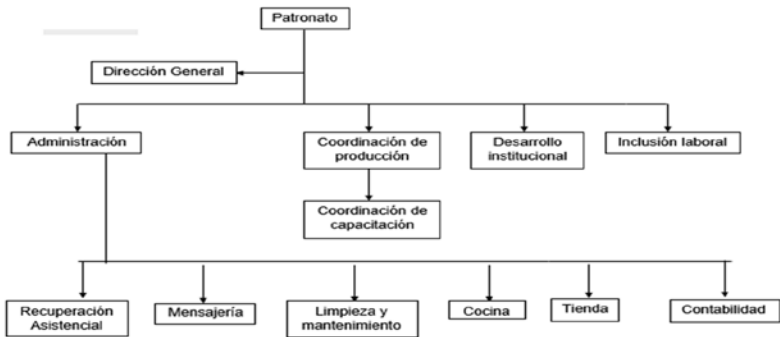 Patronato
Dirección General
Administración
Coordinación de
producción
Desarrollo
institucional
Inclusión laboral
Coordinación de
capacitación
Recuperación
Asistencial
Mensajería
Limpieza y
mantenimiento
Cocina
Tienda
Contabilidad